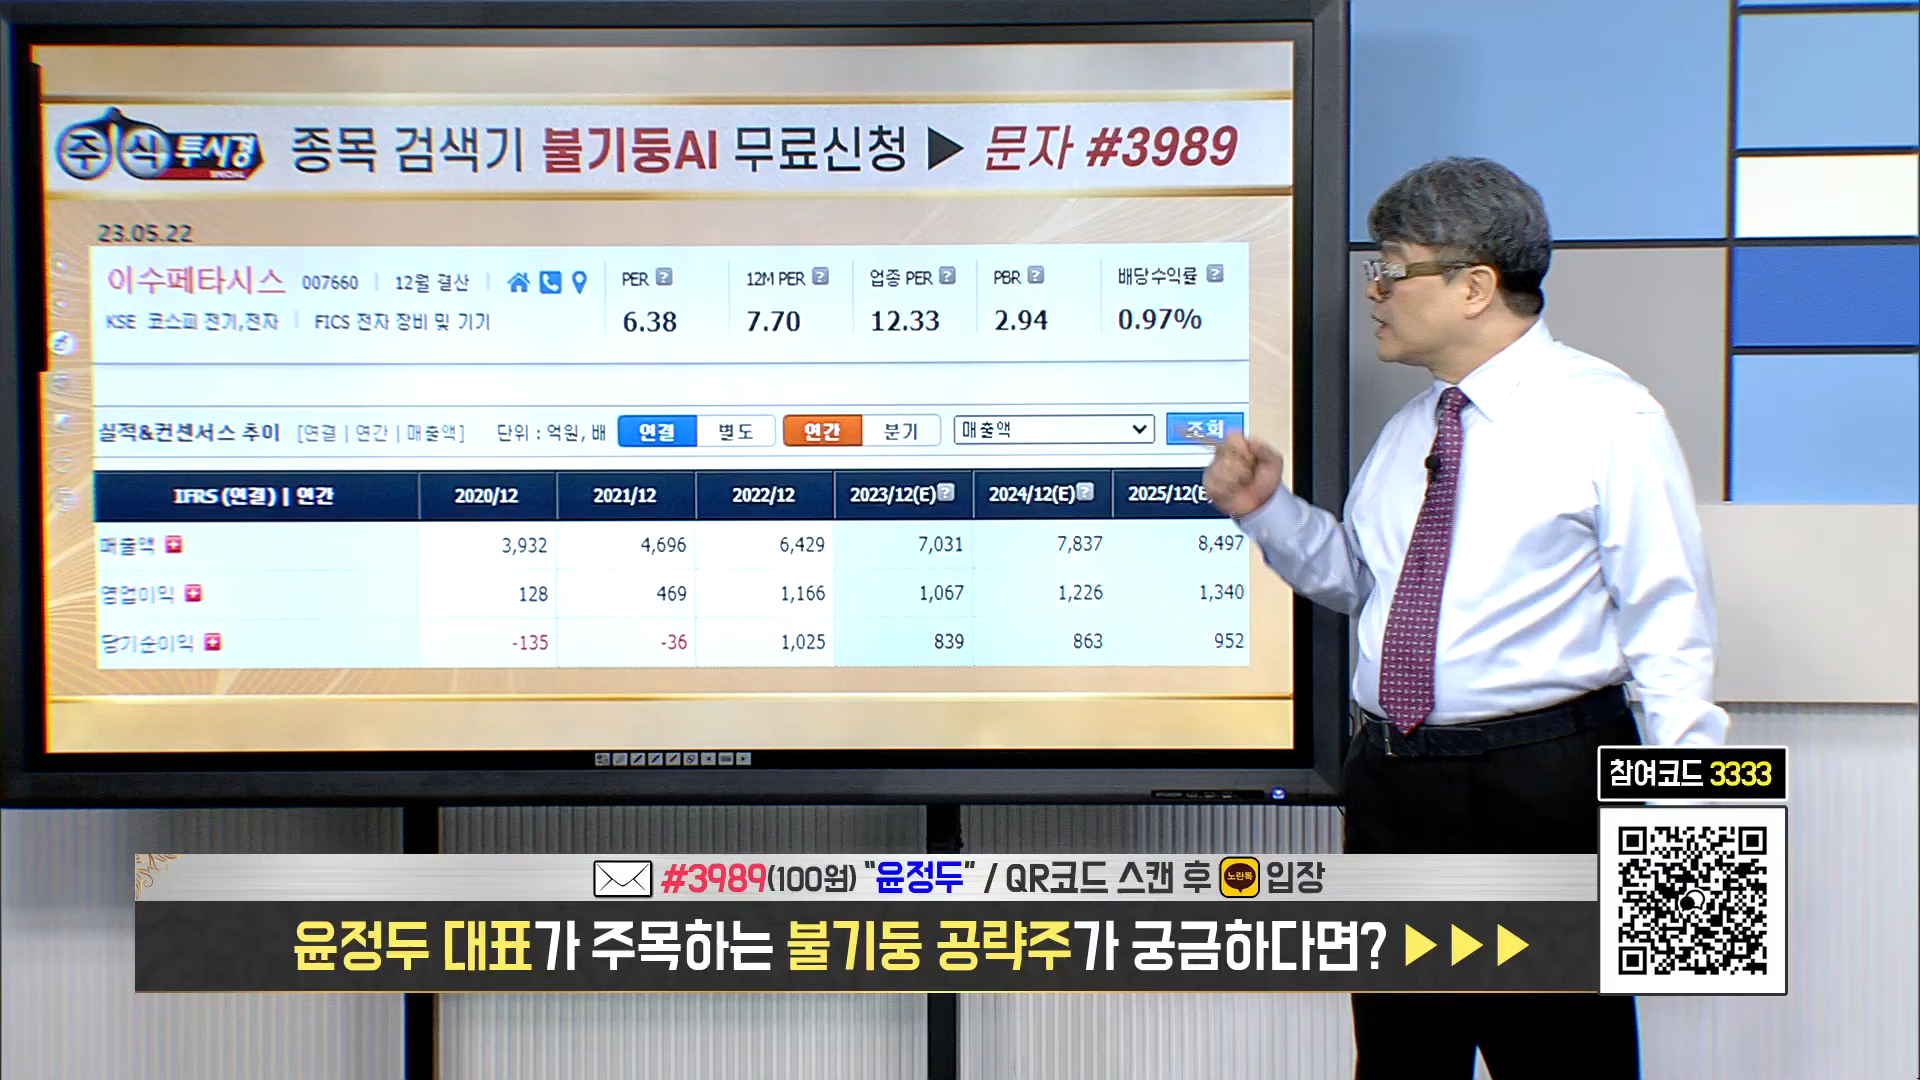 주식투시경 SPECIAL 종목 검색기 불기둥AI 무료신청 ▶ 문자 #3989
23.05.22
이수페타시스 007660 | 12월 결산
KSE 코스피 전기,전자 | FICS 전자 장비 및 기기
PER ? 12M PER ? 업종 PER ? PBR ? 배당수익률 ?
6.38 7.70 12.33 2.94 0.97%
실적&컨센서스 추이 [연결 | 연간 | 매출액] 단위 : 억원, 배 연결 별도 연간 분기 매출액 조회
IFRS (연결) | 연간 2020/12 2021/12 2022/12 2023/12(E) ? 2024/12(E) ? 2025/12(E
매출액 3,932 4,696 6,429 7,031 7,837 8,497
영업이익 128 469 1,166 1,067 1,226 1,340
당기순이익 -135 -36 1,025 839 863 952
HYUNDAI
참여코드 3333
#3989(100원) "윤정두" / QR코드 스캔 후 노란톡 입장
윤정두 대표가 주목하는 불기둥 공략주가 궁금하다면? ▶▶▶